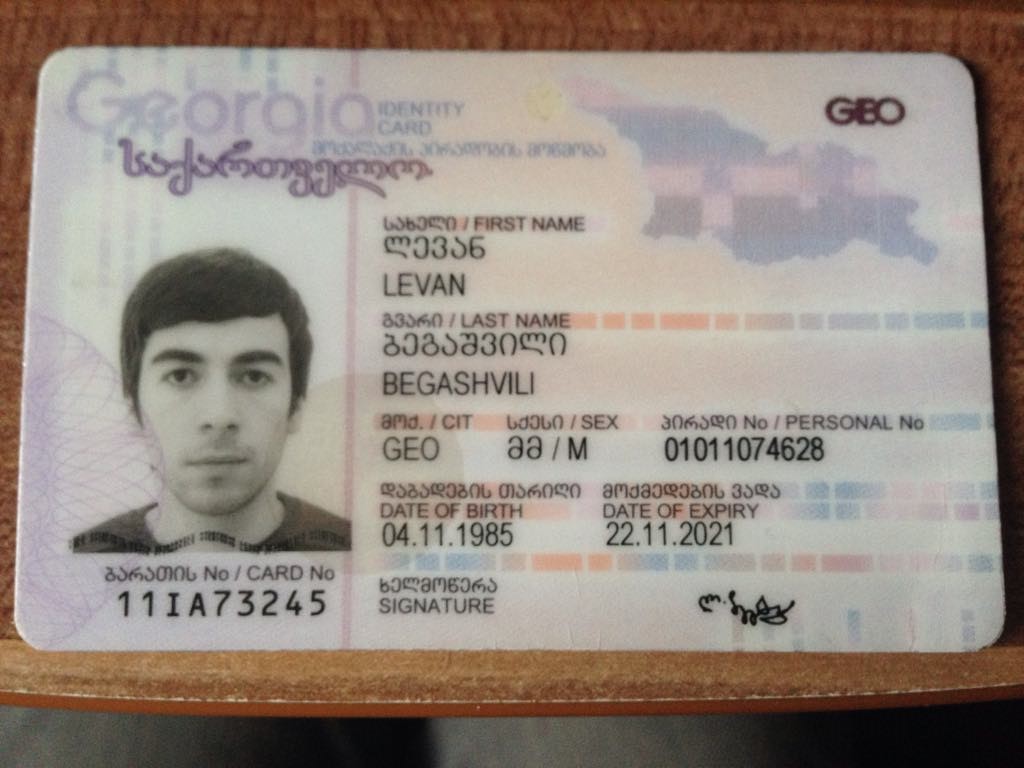 Georgia
IDENTITY
CARD
მოქალაქის პირადობის მოწმობა
საქართველო
GEO
სახელი / FIRST NAME
ლევან
LEVAN
გვარი / LAST NAME
ბეგაშვილი
BEGASHVILI
მოქ. / CIT სქესი / SEX პირადი No / PERSONAL No
GEO მმ / M 01011074628
დაბადების თარიღი მოქმედების ვადა
DATE OF BIRTH DATE OF EXPIRY
04.11.1985 22.11.2021
ბარათის No / CARD No
11IA73245
ხელმოწერა
SIGNATURE